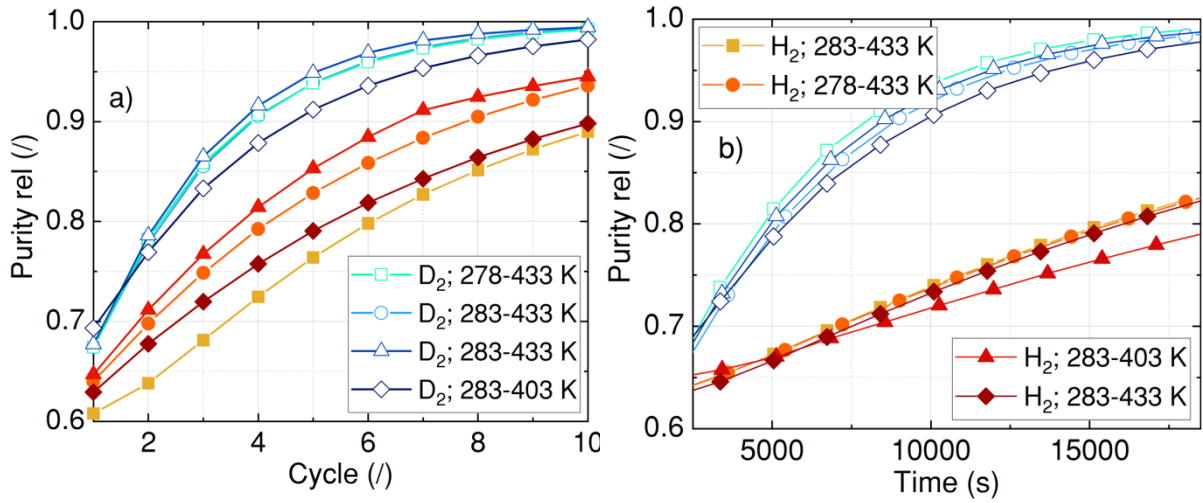 a)
Purity rel (/)
1.0
0.9
0.8
0.7
0.6
2
4
6
8
10
Cycle (/)
D₂; 278-433 K
D₂; 283-433 K
D₂; 283-433 K
D₂; 283-403 K
b)
Purity rel (/)
1.0
0.9
0.8
0.7
0.6
5000
10000
15000
Time (s)
H₂; 283-433 K
H₂; 278-433 K
H₂; 283-403 K
H₂; 283-433 K